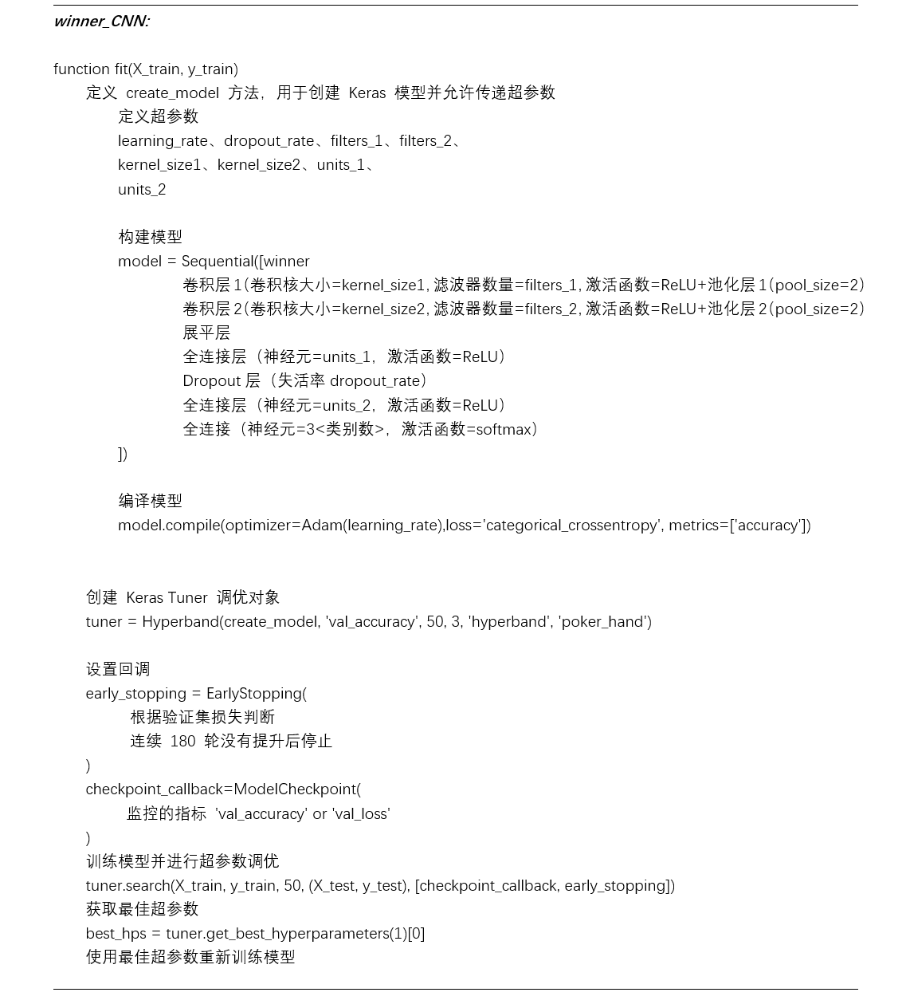 winner_CNN:
function fit(X_train, y_train)
定义 create_model 方法，用于创建 Keras 模型并允许传递超参数
定义超参数
learning_rate、dropout_rate、filters_1、filters_2、
kernel_size1、kernel_size2、units_1、
units_2
构建模型
model = Sequential([winner
卷积层1(卷积核大小=kernel_size1, 滤波器数量=filters_1, 激活函数=ReLU+池化层1(pool_size=2)
卷积层2(卷积核大小=kernel_size2, 滤波器数量=filters_2, 激活函数=ReLU+池化层2(pool_size=2)
展平层
全连接层（神经元=units_1，激活函数=ReLU）
Dropout 层（失活率 dropout_rate）
全连接层（神经元=units_2，激活函数=ReLU）
全连接（神经元=3<类别数>，激活函数=softmax）
])
编译模型
model.compile(optimizer=Adam(learning_rate),loss='categorical_crossentropy', metrics=['accuracy'])
创建 Keras Tuner 调优对象
tuner = Hyperband(create_model, 'val_accuracy', 50, 3, 'hyperband', 'poker_hand')
设置回调
early_stopping = EarlyStopping(
根据验证集损失判断
连续 180 轮没有提升后停止
)
checkpoint_callback=ModelCheckpoint(
监控的指标 'val_accuracy' or 'val_loss'
)
训练模型并进行超参数调优
tuner.search(X_train, y_train, 50, (X_test, y_test), [checkpoint_callback, early_stopping])
获取最佳超参数
best_hps = tuner.get_best_hyperparameters(1)[0]
使用最佳超参数重新训练模型